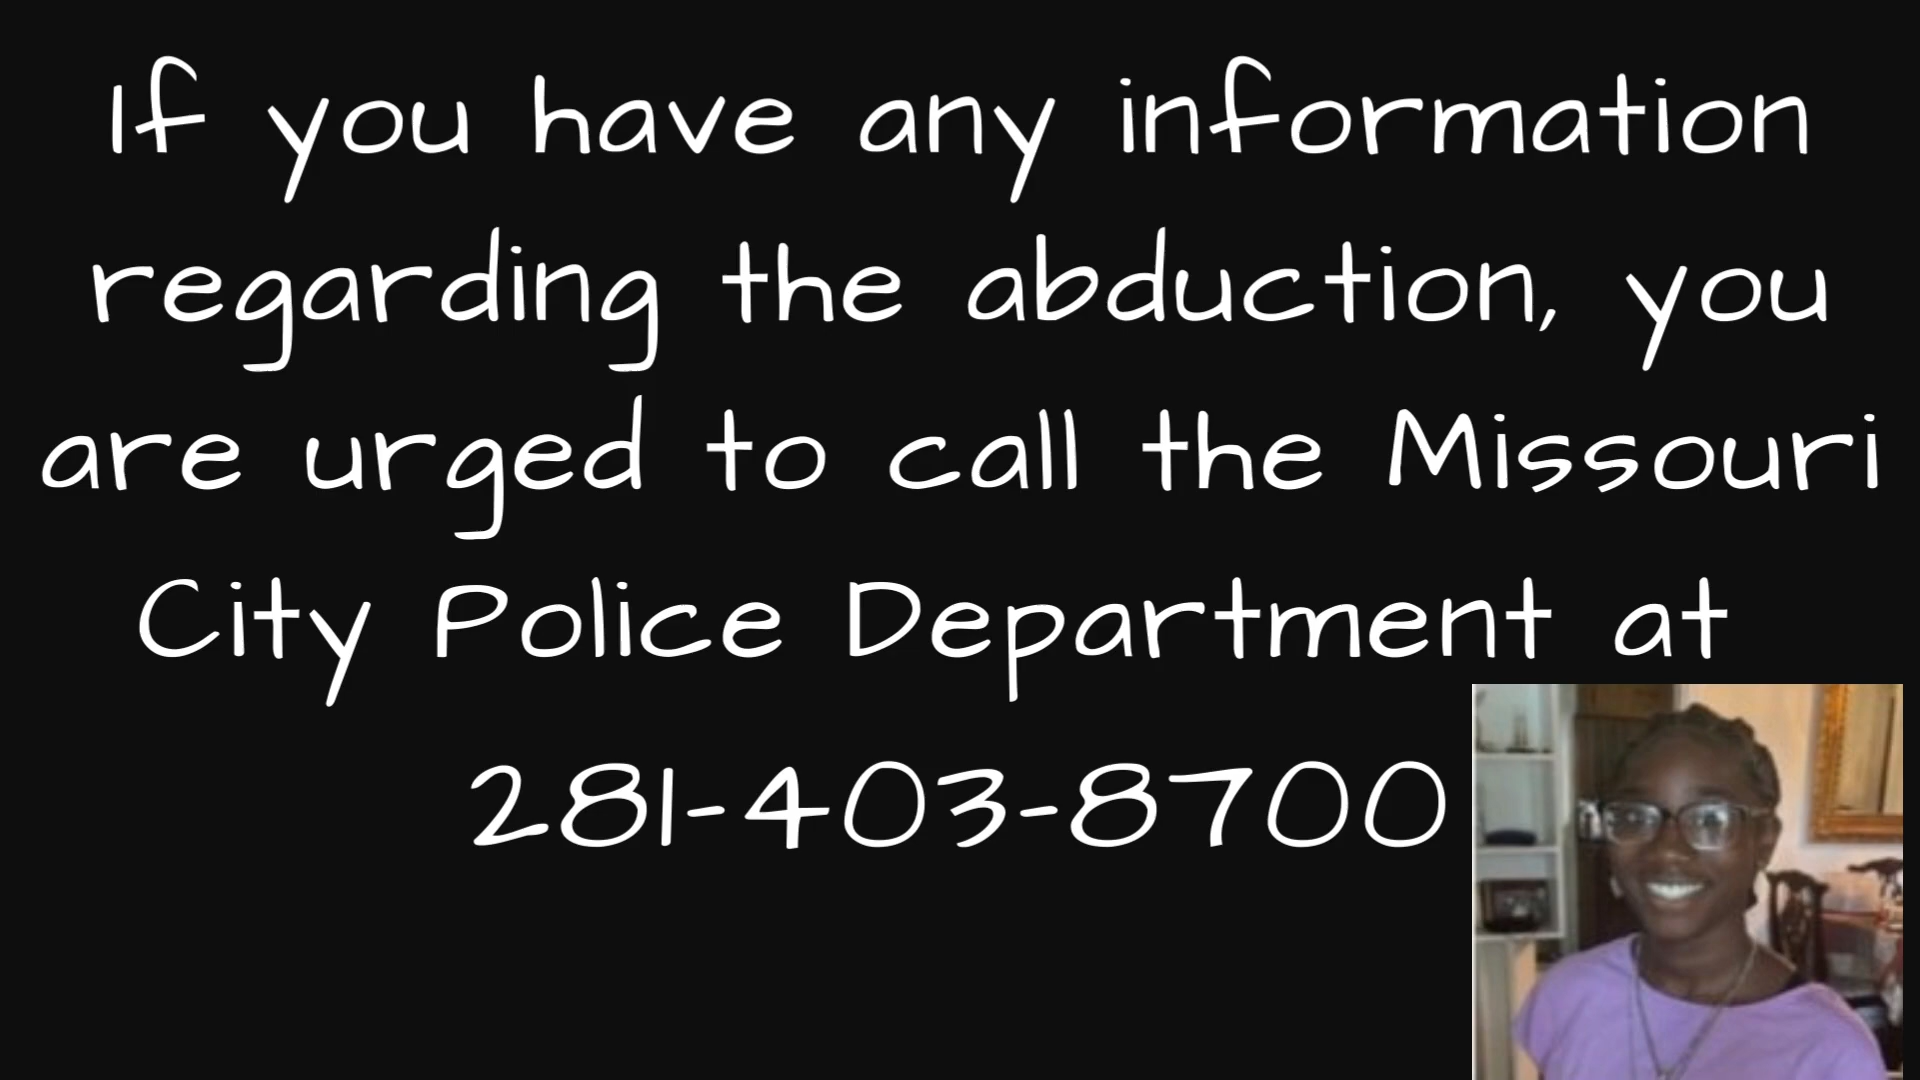 If you have any information
regarding the abduction, you
are urged to call the Missouri
City Police Department at
281-403-8700